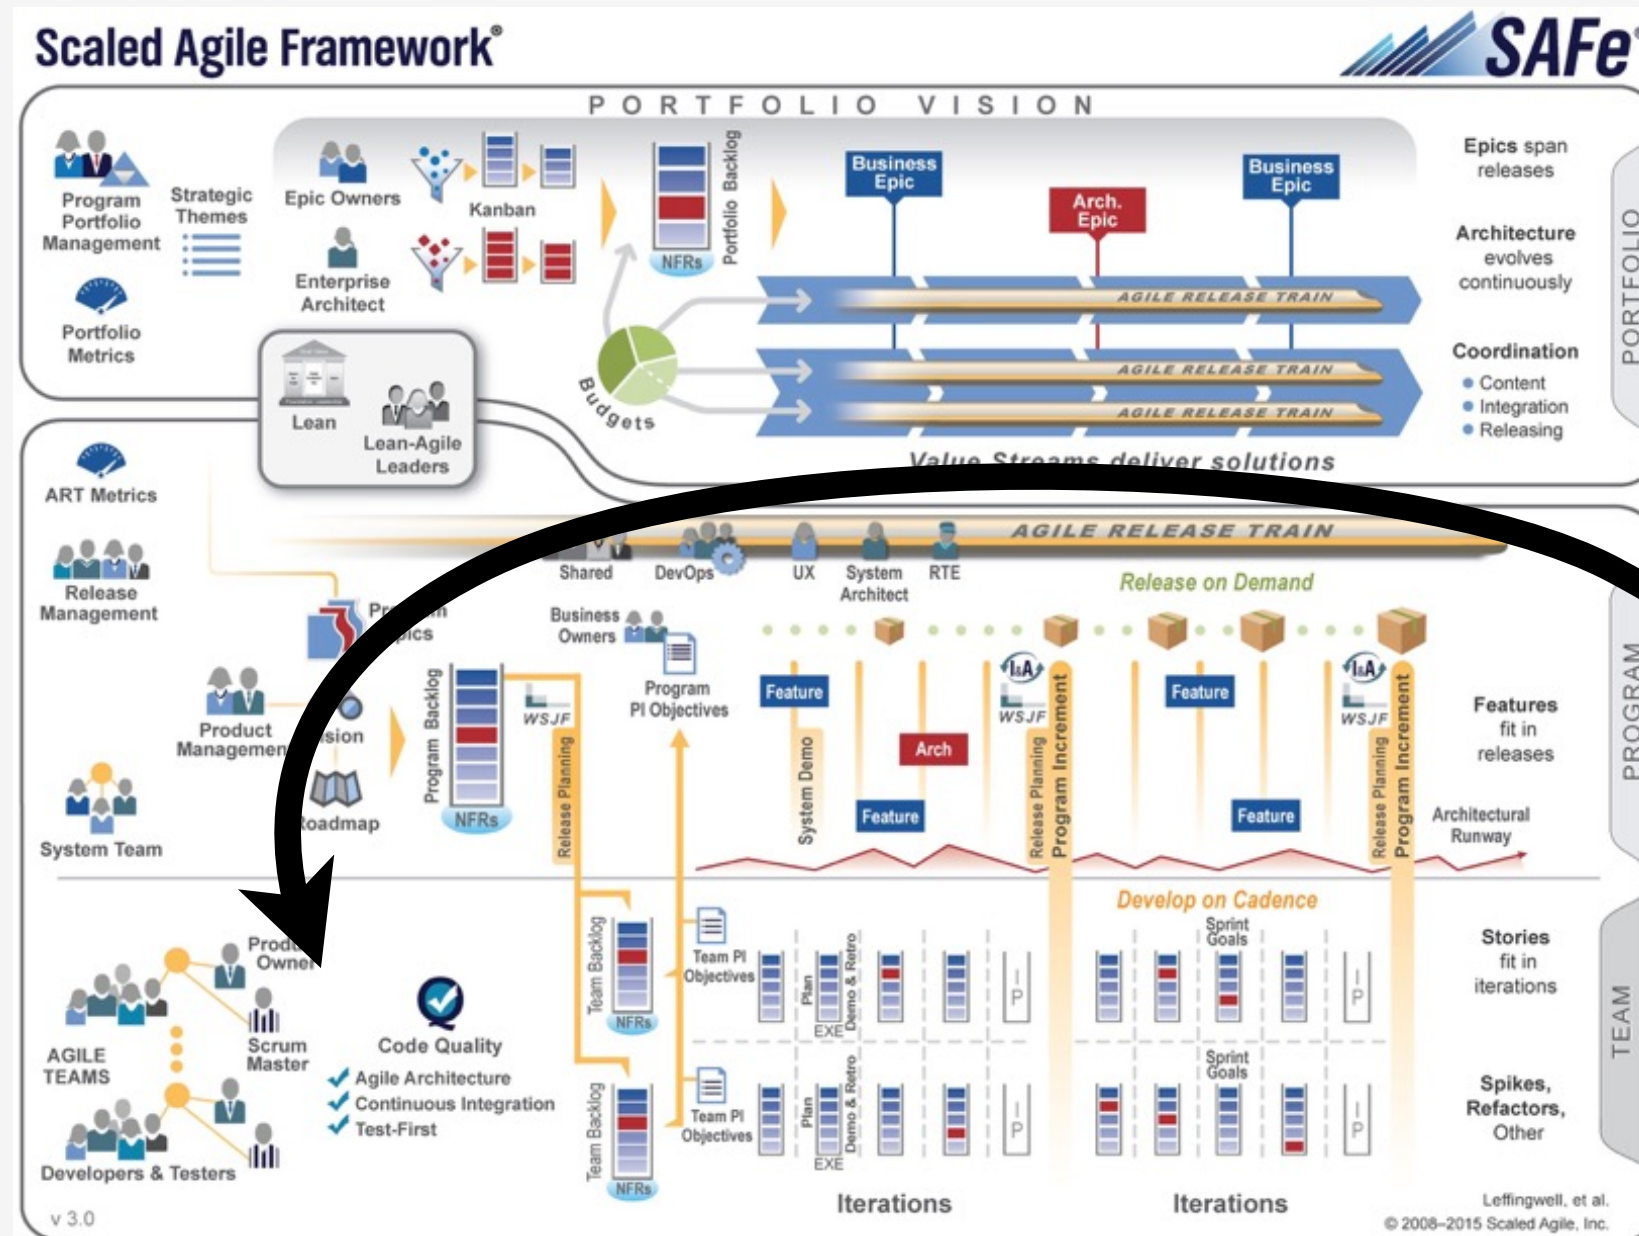 Scaled Agile Framework®
SAFe®
PORTFOLIO VISION
Program
Portfolio
Management
Strategic
Themes
Portfolio
Metrics
Epic Owners
Kanban
Enterprise
Architect
Portfolio Backlog
NFRs
Business
Epic
Arch.
Epic
Business
Epic
AGILE RELEASE TRAIN
AGILE RELEASE TRAIN
AGILE RELEASE TRAIN
Budgets
Value Streams deliver solutions
Epics span
releases
Architecture
evolves
continuously
Coordination
• Content
• Integration
• Releasing
PORTFOLIO
Lean
Lean-Agile
Leaders
ART Metrics
Release
Management
AGILE RELEASE TRAIN
Shared
DevOps
UX
System
Architect
RTE
Release on Demand
Business
Owners
Product
Management
Roadmap
System Team
Program Backlog
NFRs
WSJF
Release Planning
Program
PI Objectives
Feature
System Demo
Feature
Arch
I&A
WSJF
Release Planning
Program Increment
Feature
Feature
I&A
WSJF
Release Planning
Program Increment
Features
fit in
releases
Architectural
Runway
PROGRAM
Develop on Cadence
Owner
Scrum
Master
AGILE
TEAMS
Developers & Testers
Code Quality
Agile Architecture
Continuous Integration
Test-First
Team Backlog
NFRs
Team PI
Objectives
Plan
EXE
Demo & Retro
I
P
Sprint
Goals
I
P
Stories
fit in
iterations
Team Backlog
NFRs
Team PI
Objectives
Plan
EXE
Demo & Retro
I
P
Sprint
Goals
I
P
Spikes,
Refactors,
Other
TEAM
Iterations
Iterations
v 3.0
Leffingwell, et al.
© 2008–2015 Scaled Agile, Inc.